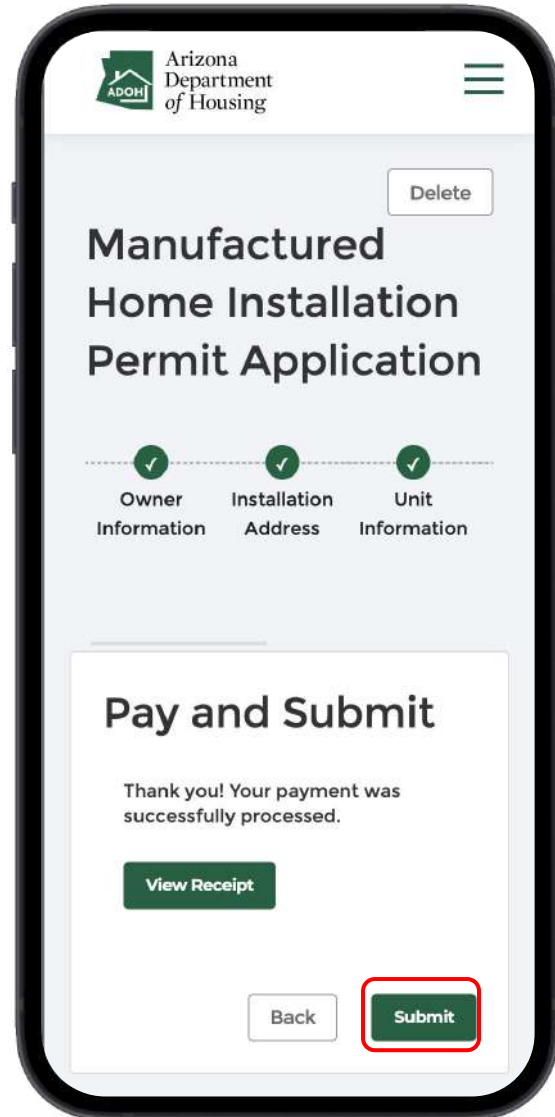 Arizona
Department
of Housing
ADOH
Delete
Manufactured
Home Installation
Permit Application
Owner
Information
Installation
Address
Unit
Information
Pay and Submit
Thank you! Your payment was
successfully processed.
View Receipt
Back
Submit